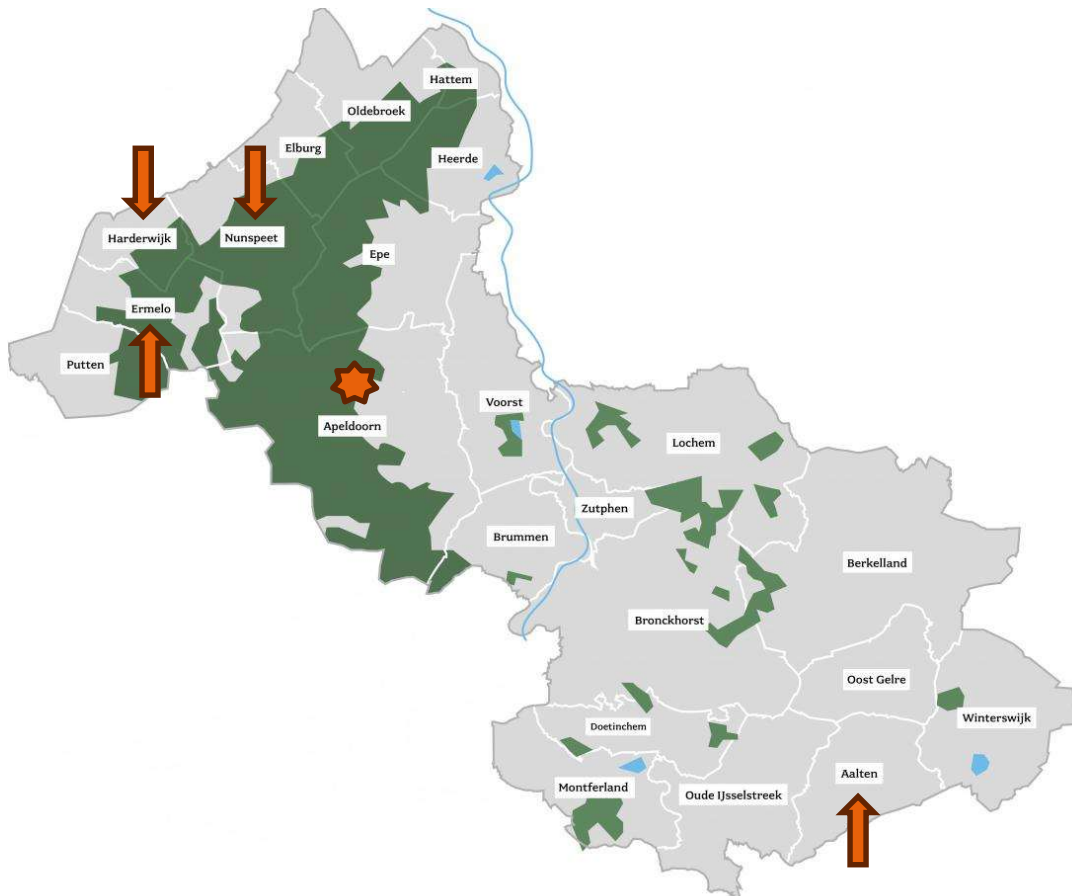 Hattem
Oldebroek
Elburg
Heerde
Harderwijk
Nunspeet
Epe
Ermelo
Putten
Voorst
Apeldoorn
Lochem
Zutphen
Brummen
Berkelland
Bronckhorst
Oost Gelre
Winterswijk
Doetinchem
Aalten
Montferland
Oude IJsselstreek